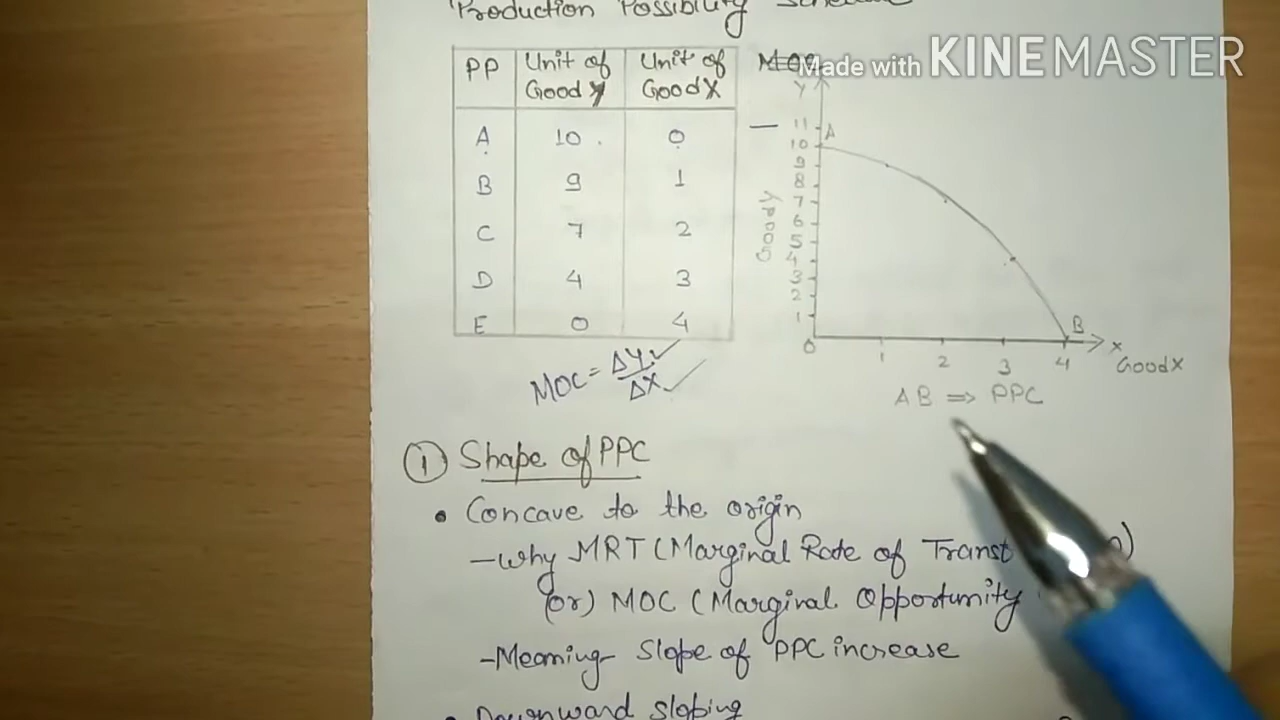 Production Possibility Schedule
PP Unit of Good Y Unit of Good X MOC
A 10 0 —
B 9 1
C 7 2
D 4 3
E 0 4
MOC = ΔY/ΔX
Made with KINEMASTER
Y
11
10
9
8
7
6
5
4
3
2
1
0
Good Y
A
B
1 2 3 4
X
Good X
AB ⇒ PPC
① Shape of PPC
• Concave to the origin
- Why MRT (Marginal Rate of Transf
(or) MOC (Marginal Opportunity
- Meaning - Slope of PPC increase
• Downward sloping